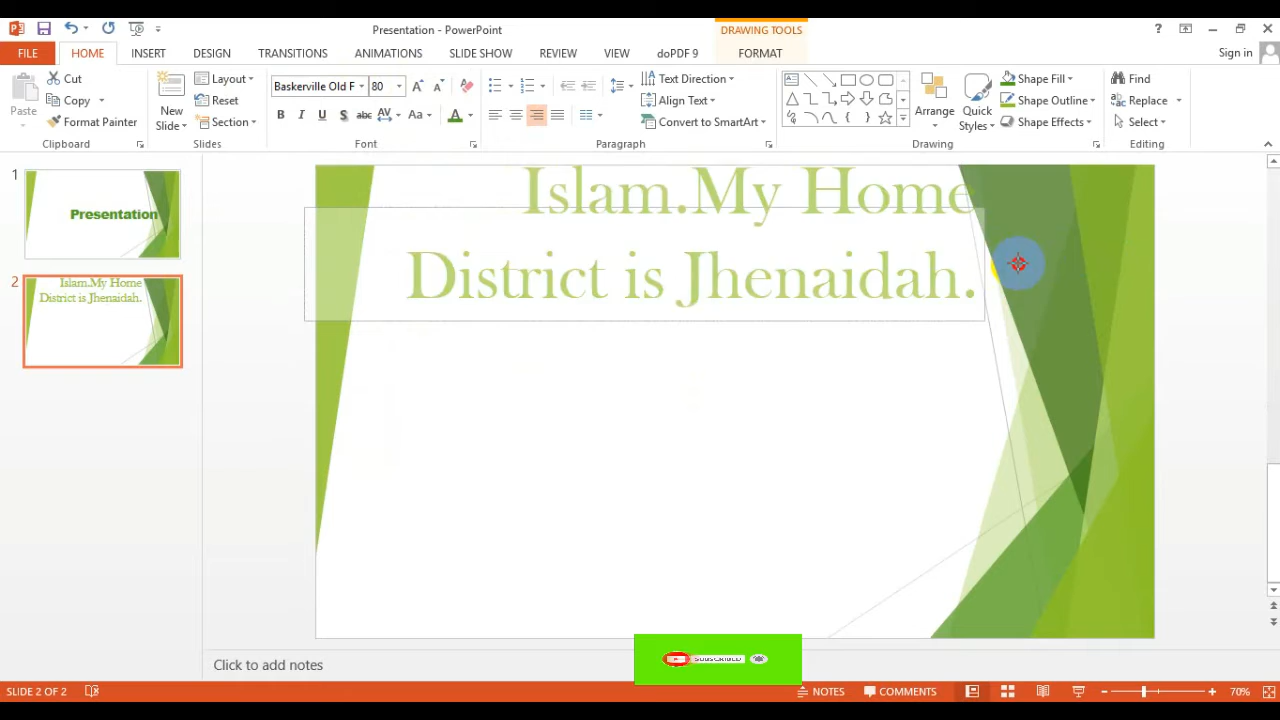 Presentation - PowerPoint
DRAWING TOOLS
Sign in
FILE
HOME
INSERT
DESIGN
TRANSITIONS
ANIMATIONS
SLIDE SHOW
REVIEW
VIEW
doPDF 9
FORMAT
Paste
Cut
Copy
Format Painter
Clipboard
New
Slide
Layout
Reset
Section
Slides
Baskerville Old F
80
Font
Text Direction
Align Text
Convert to SmartArt
Paragraph
Arrange
Quick
Styles
Shape Fill
Shape Outline
Shape Effects
Drawing
Find
Replace
Select
Editing
1
Presentation
2
Islam.My Home
District is Jhenaidah.
Islam.My Home
District is Jhenaidah.
Click to add notes
SUBSCRIBED
SLIDE 2 OF 2
NOTES
COMMENTS
70%